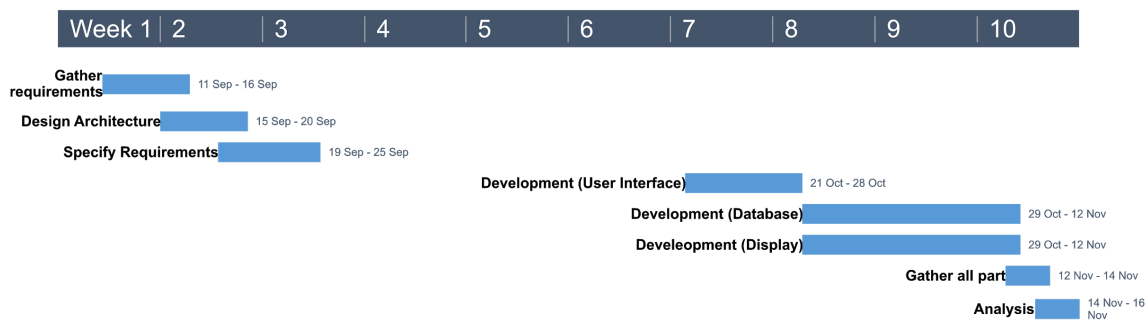 Week 1 2 3 4 5 6 7 8 9 10
Gather
requirements
11 Sep - 16 Sep
Design Architecture
15 Sep - 20 Sep
Specify Requirements
19 Sep - 25 Sep
Development (User Interface)
21 Oct - 28 Oct
Development (Database)
29 Oct - 12 Nov
Develeopment (Display)
29 Oct - 12 Nov
Gather all part
12 Nov - 14 Nov
Analysis
14 Nov - 16
Nov